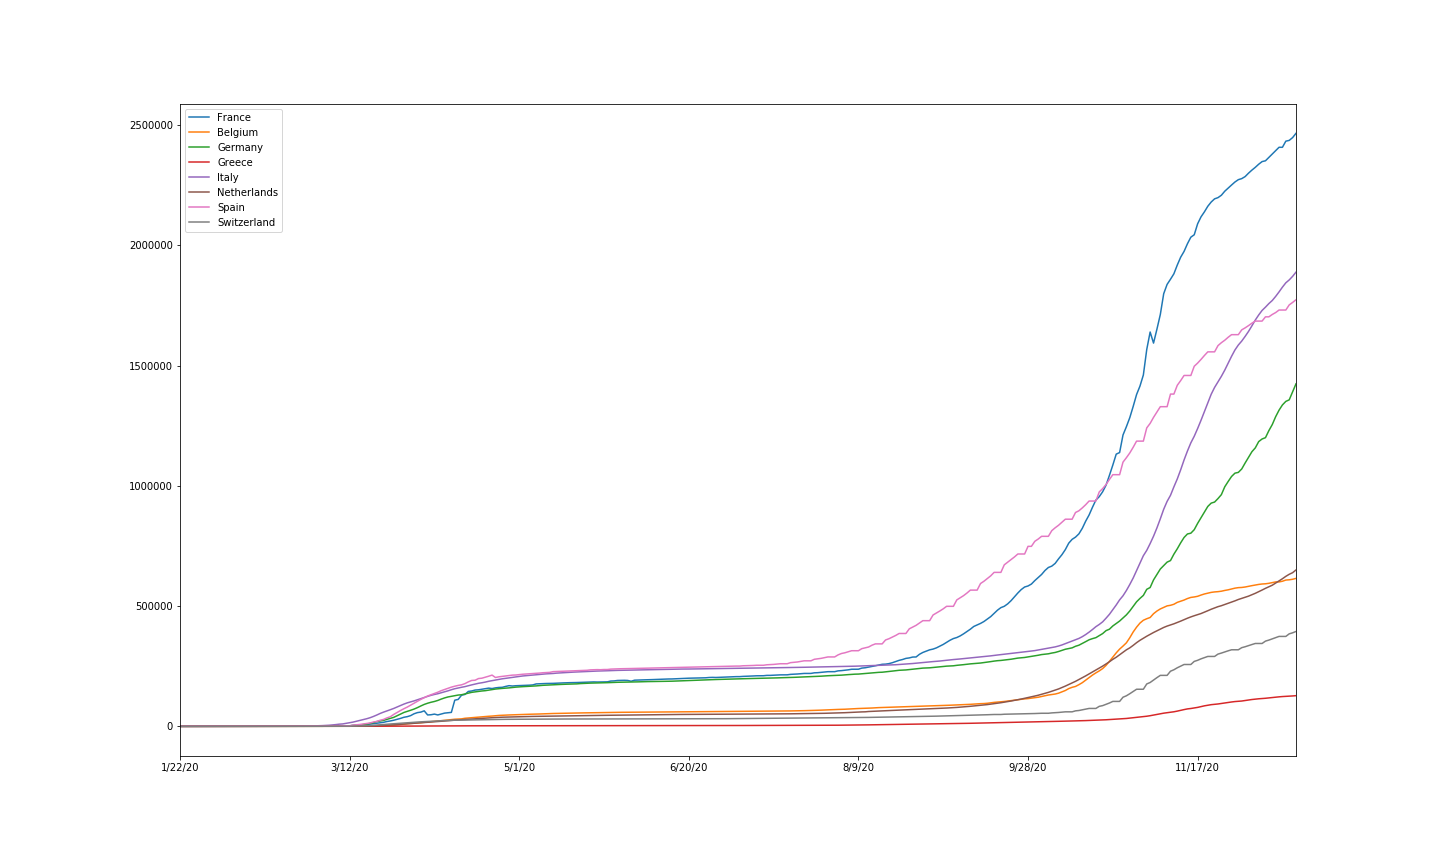 France
Belgium
Germany
Greece
Italy
Netherlands
Spain
Switzerland
2500000
2000000
1500000
1000000
500000
0
1/22/20 3/12/20 5/1/20 6/20/20 8/9/20 9/28/20 11/17/20